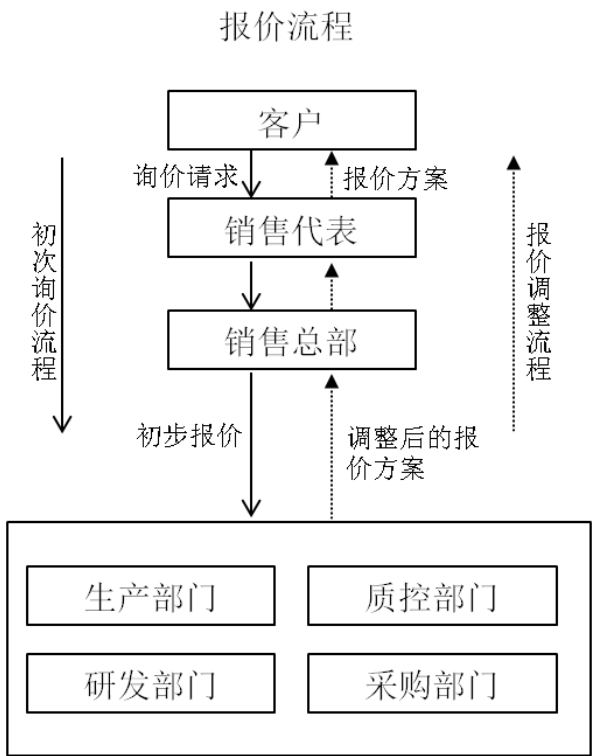 报价流程
客户
询价请求
报价方案
销售代表
初次询价流程
报价调整流程
销售总部
初步报价
调整后的报
价方案
生产部门
质控部门
研发部门
采购部门